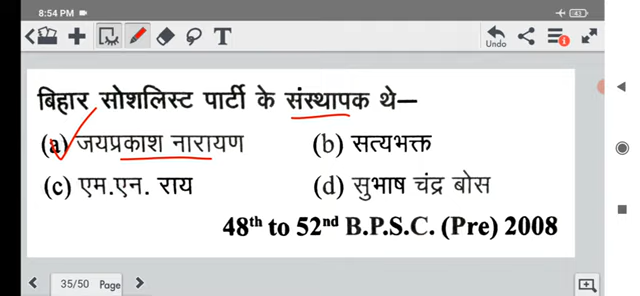 8:54 PM 43
T Undo
बिहार सोशलिस्ट पार्टी के संस्थापक थे–
(a) जयप्रकाश नारायण (b) सत्यभक्त
(c) एम.एन. राय (d) सुभाष चंद्र बोस
48th to 52nd B.P.S.C. (Pre) 2008
35/50 Page